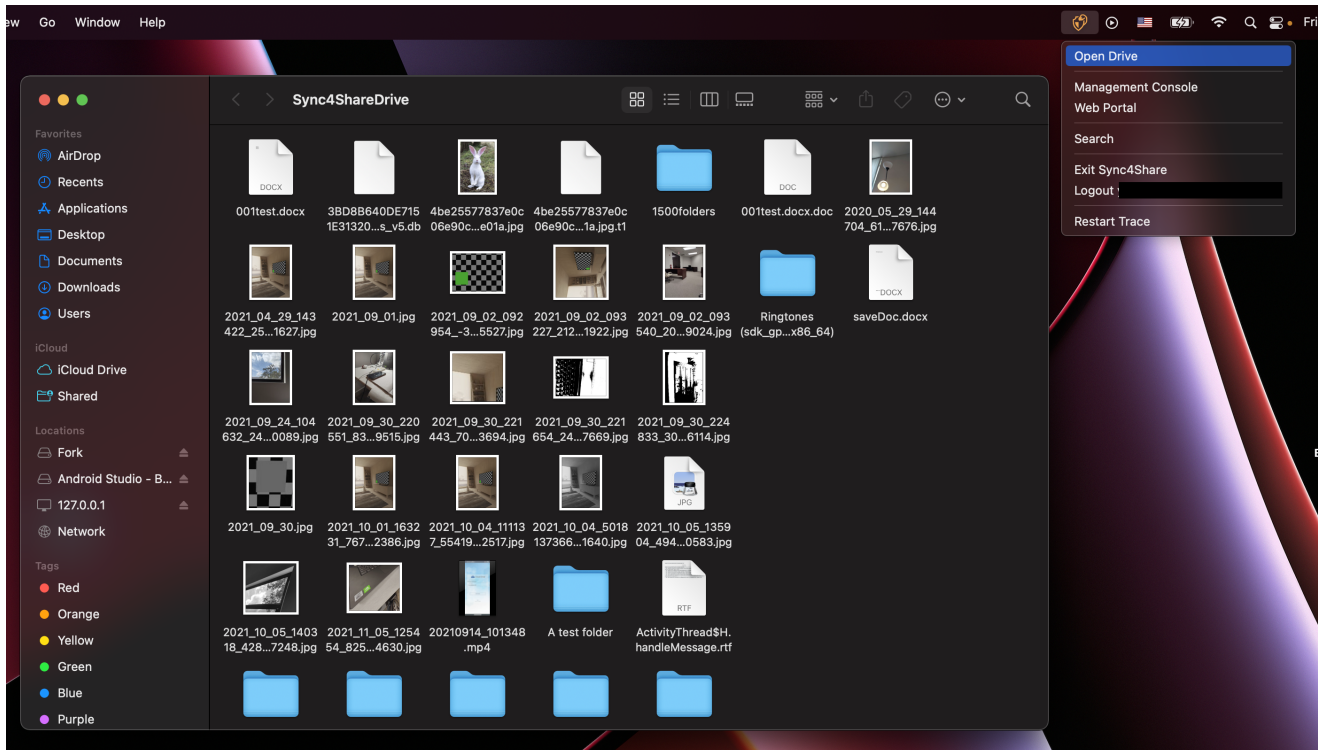 ew Go Window Help Fri
Open Drive
Management Console
Web Portal
Search
Exit Sync4Share
Logout
Restart Trace
Sync4ShareDrive
Favorites
AirDrop
Recents
Applications
Desktop
Documents
Downloads
Users
iCloud
iCloud Drive
Shared
Locations
Fork
Android Studio - B...
127.0.0.1
Network
Tags
Red
Orange
Yellow
Green
Blue
Purple
DOCX
DOC
001test.docx
3BD8B640DE715
1E31320...s_v5.db
4be25577837e0c
06e90c...e01a.jpg
4be25577837e0c
06e90c...1a.jpg.t1
1500folders
001test.docx.doc
2020_05_29_144
704_61...7676.jpg
DOCX
2021_04_29_143
422_25...1627.jpg
2021_09_01.jpg
2021_09_02_092
954_-3...5527.jpg
2021_09_02_093
227_212...1922.jpg
2021_09_02_093
540_20...9024.jpg
Ringtones
(sdk_gp...x86_64)
saveDoc.docx
2021_09_24_104
632_24...0089.jpg
2021_09_30_220
551_83...9515.jpg
2021_09_30_221
443_70...3694.jpg
2021_09_30_221
654_24...7669.jpg
2021_09_30_224
833_30...6114.jpg
JPG
2021_09_30.jpg
2021_10_01_1632
31_767...2386.jpg
2021_10_04_11113
7_55419...2517.jpg
2021_10_04_5018
137366...1640.jpg
2021_10_05_1359
04_494...0583.jpg
RTF
2021_10_05_1403
18_428...7248.jpg
2021_11_05_1254
54_825...4630.jpg
20210914_101348
.mp4
A test folder
ActivityThread$H.
handleMessage.rtf